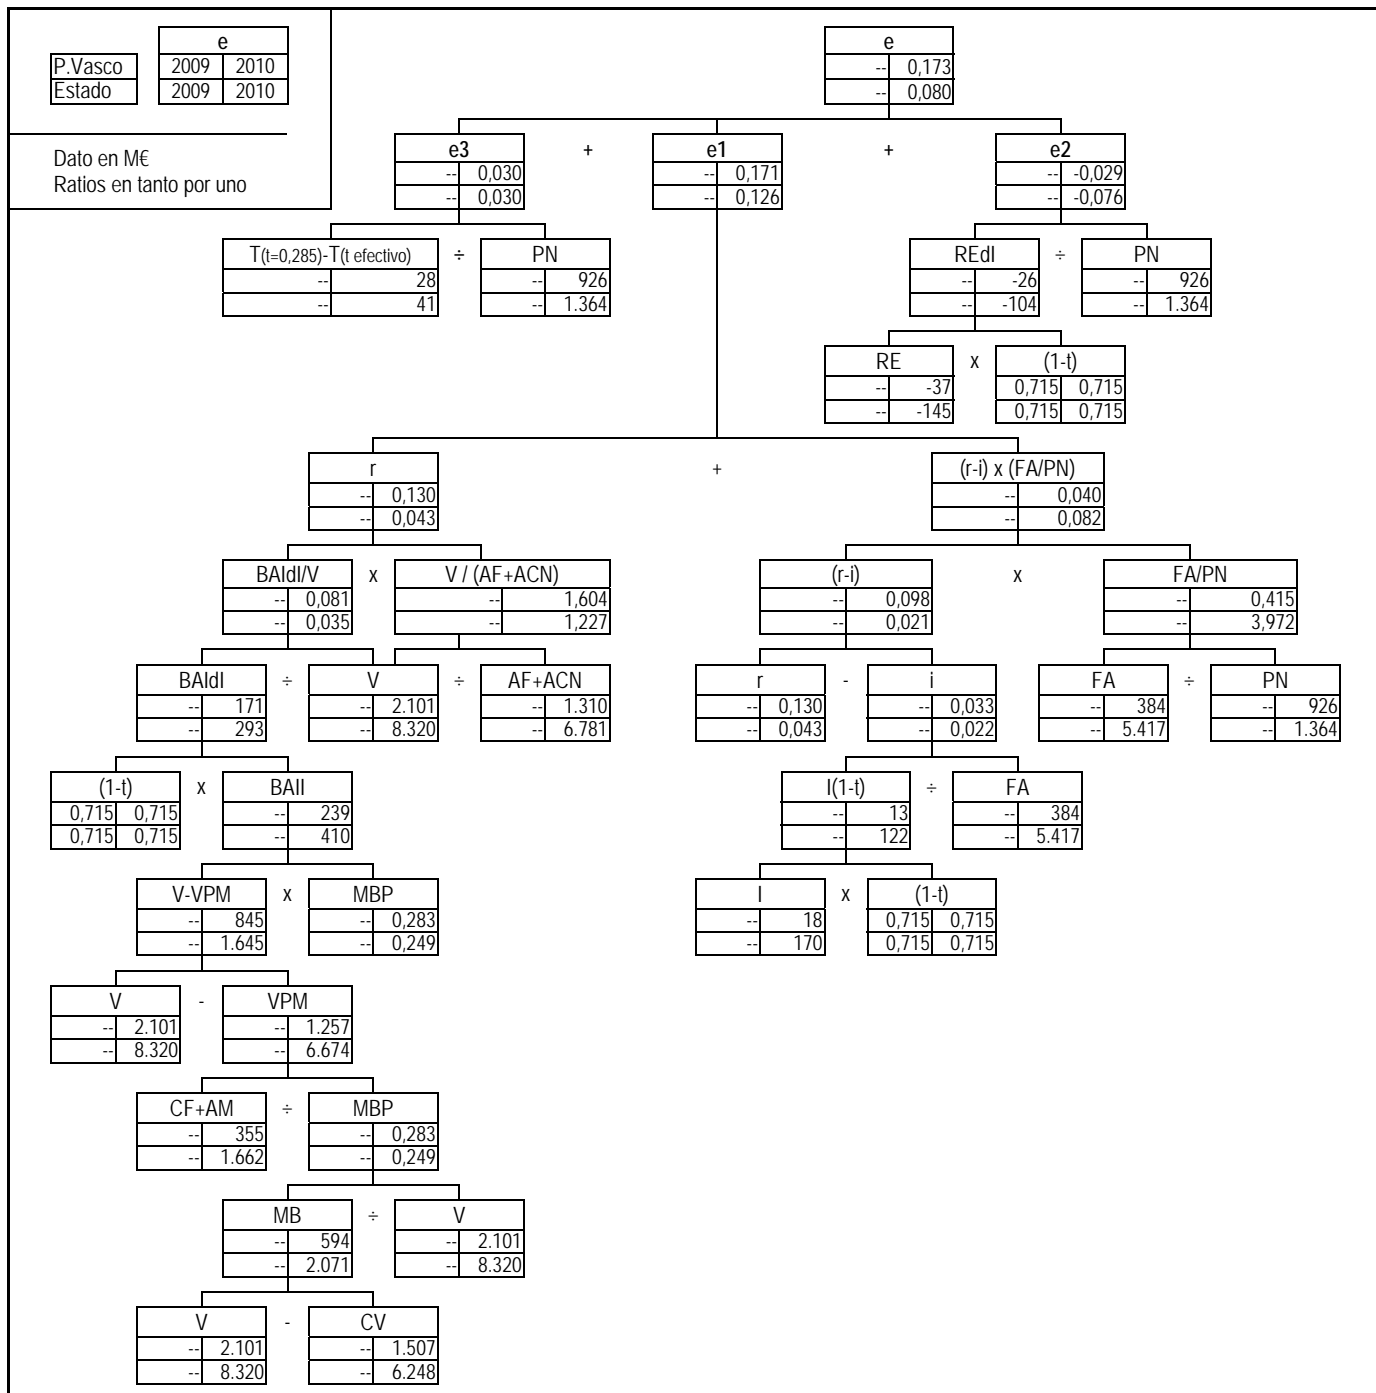 e
P.Vasco 2009 2010
Estado 2009 2010
Dato en M€
Ratios en tanto por uno
e
-- 0,173
-- 0,080
e3 + e1 + e2
-- 0,030 -- 0,171 -- -0,029
-- 0,030 -- 0,126 -- -0,076
T(t=0,285)-T(t efectivo) ÷ PN REdI ÷ PN
-- 28 -- 926 -- -26 -- 926
-- 41 -- 1.364 -- -104 -- 1.364
RE x (1-t)
-- -37 0,715 0,715
-- -145 0,715 0,715
r + (r-i) x (FA/PN)
-- 0,130 -- 0,040
-- 0,043 -- 0,082
BAIdI/V x V / (AF+ACN) (r-i) x FA/PN
-- 0,081 -- 1,604 -- 0,098 -- 0,415
-- 0,035 -- 1,227 -- 0,021 -- 3,972
BAIdI ÷ V ÷ AF+ACN r - i FA ÷ PN
-- 171 -- 2.101 -- 1.310 -- 0,130 -- 0,033 -- 384 -- 926
-- 293 -- 8.320 -- 6.781 -- 0,043 -- 0,022 -- 5.417 -- 1.364
(1-t) x BAII I(1-t) ÷ FA
0,715 0,715 -- 239 -- 13 -- 384
0,715 0,715 -- 410 -- 122 -- 5.417
V-VPM x MBP I x (1-t)
-- 845 -- 0,283 -- 18 0,715 0,715
-- 1.645 -- 0,249 -- 170 0,715 0,715
V - VPM
-- 2.101 -- 1.257
-- 8.320 -- 6.674
CF+AM ÷ MBP
-- 355 -- 0,283
-- 1.662 -- 0,249
MB ÷ V
-- 594 -- 2.101
-- 2.071 -- 8.320
V - CV
-- 2.101 -- 1.507
-- 8.320 -- 6.248